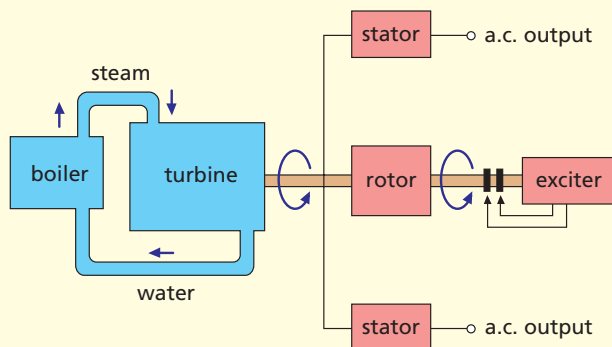 stator
a.c. output
steam
boiler
turbine
rotor
exciter
water
stator
a.c. output